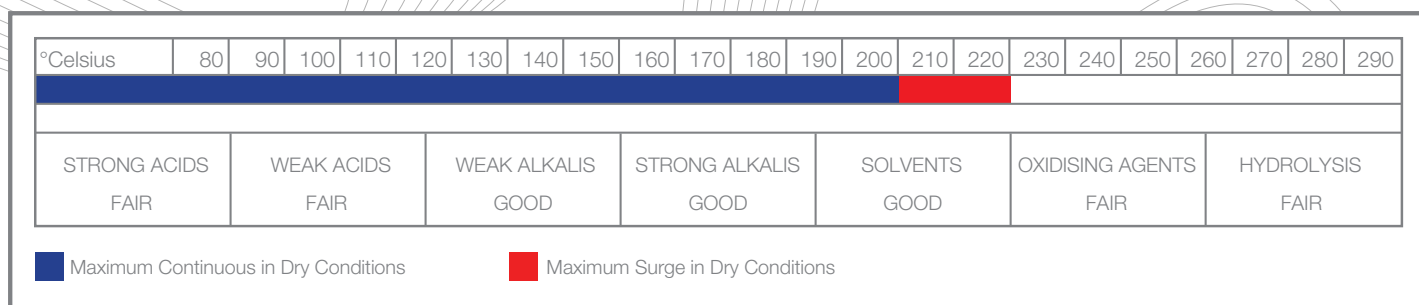 °Celsius 80 90 100 110 120 130 140 150 160 170 180 190 200 210 220 230 240 250 260 270 280 290
STRONG ACIDS WEAK ACIDS WEAK ALKALIS STRONG ALKALIS SOLVENTS OXIDISING AGENTS HYDROLYSIS
FAIR FAIR GOOD GOOD GOOD FAIR FAIR
Maximum Continuous in Dry Conditions Maximum Surge in Dry Conditions